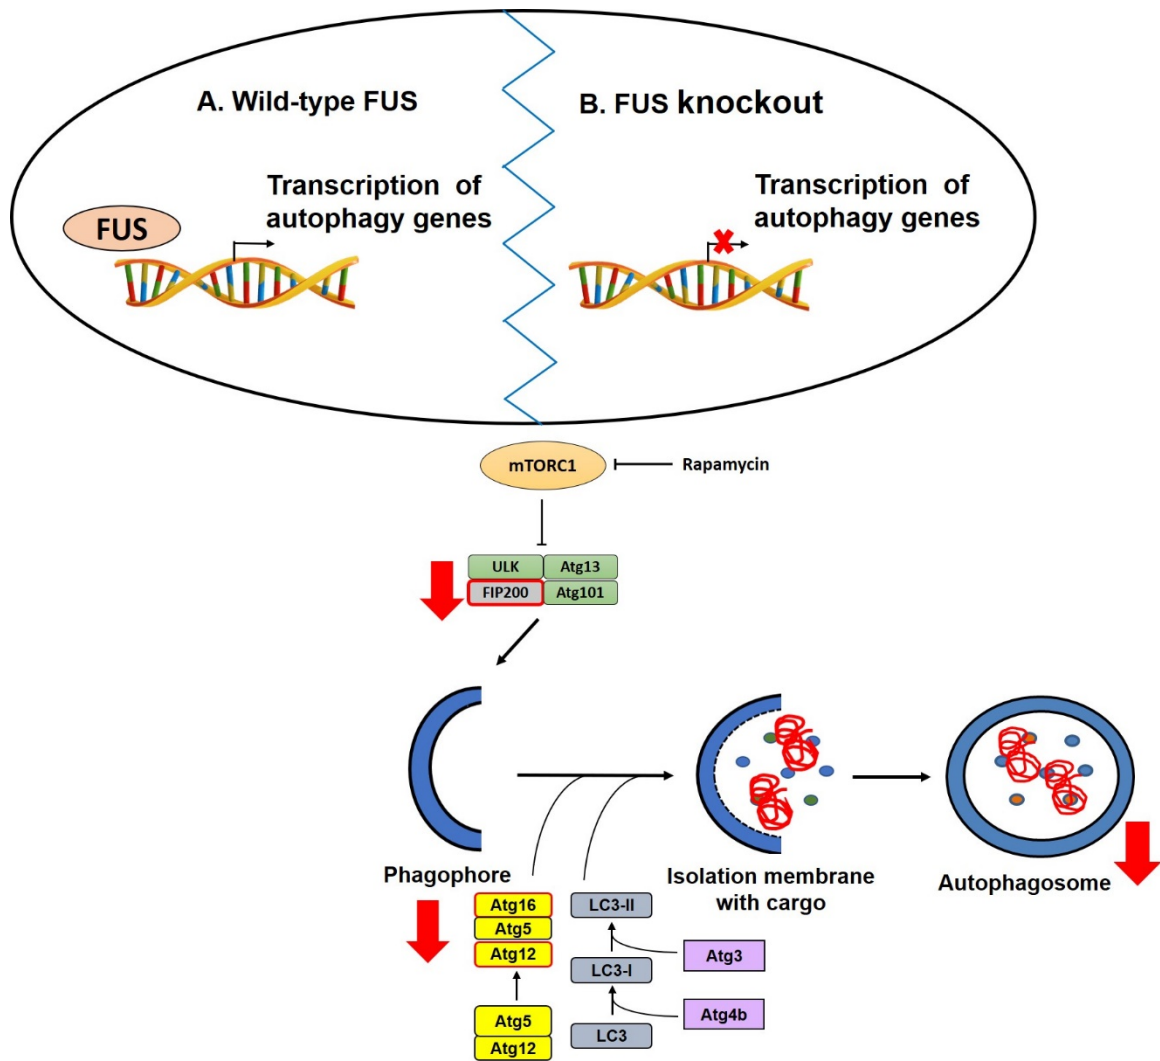 A. Wild-type FUS
B. FUS knockout
Transcription of
autophagy genes
Transcription of
autophagy genes
FUS
mTORC1
Rapamycin
ULK
Atg13
FIP200
Atg101
Phagophore
Isolation membrane
with cargo
Autophagosome
Atg16
Atg5
Atg12
LC3-II
Atg3
LC3-I
Atg4b
Atg5
Atg12
LC3